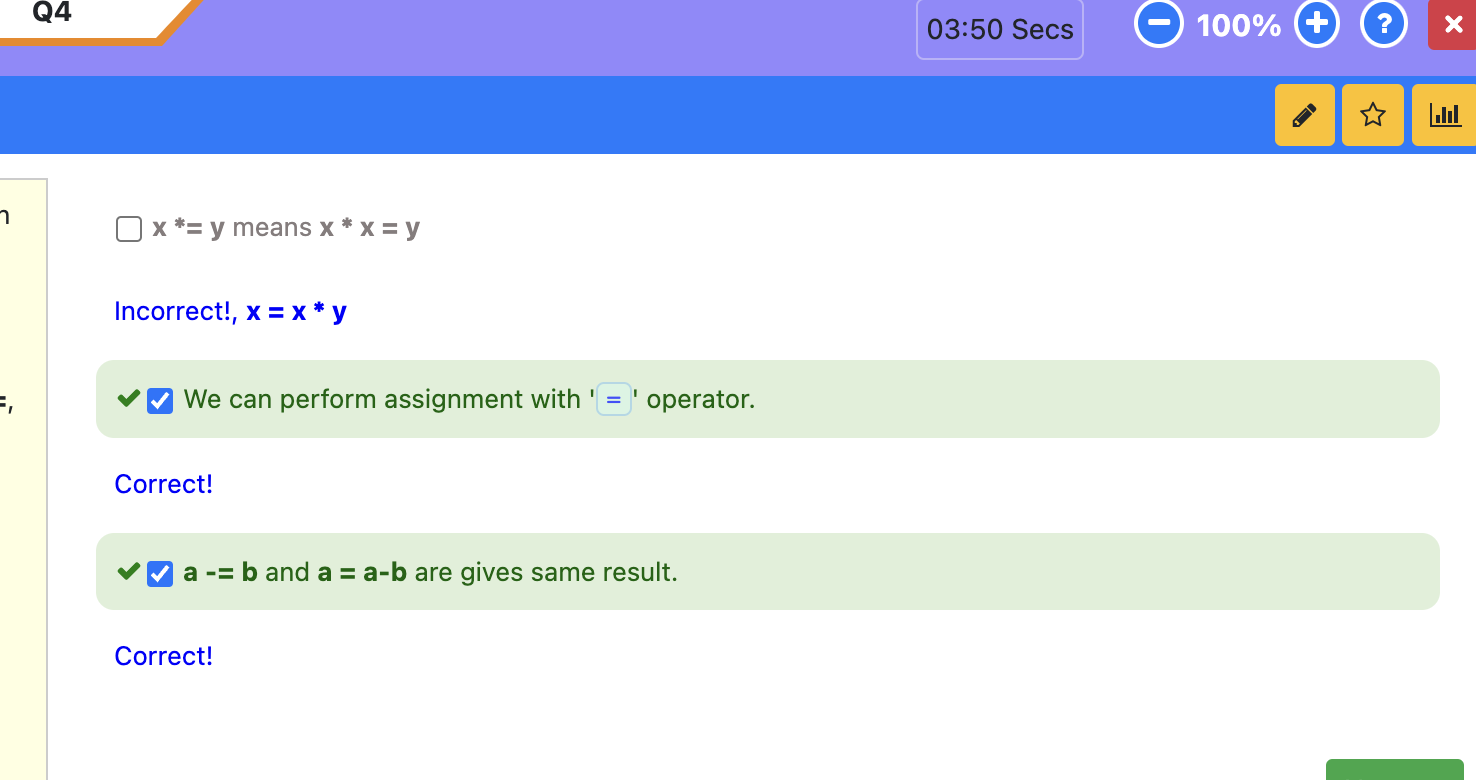 Q4
03:50 Secs
100%
x *= y means x * x = y
Incorrect!, x = x * y
We can perform assignment with '=' operator.
Correct!
a -= b and a = a-b are gives same result.
Correct!